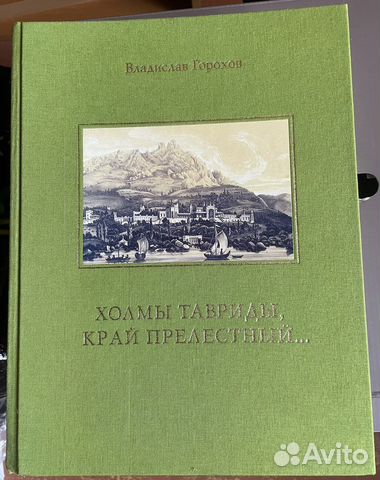 Владислав Горохов
ХОЛМЫ ТАВРИДЫ,
КРАЙ ПРЕЛЕСТНЫЙ...
Avito